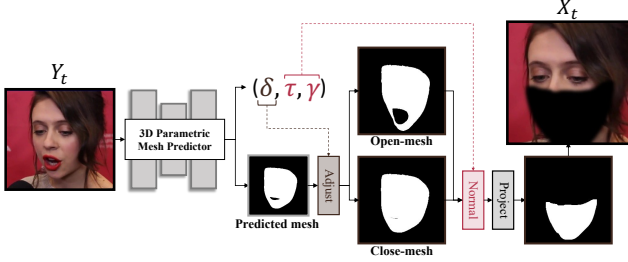 Y_t
X_t
(δ, τ, γ)
3D Parametric
Mesh Predictor
Open-mesh
Adjust
Normal
Project
Predicted mesh
Close-mesh